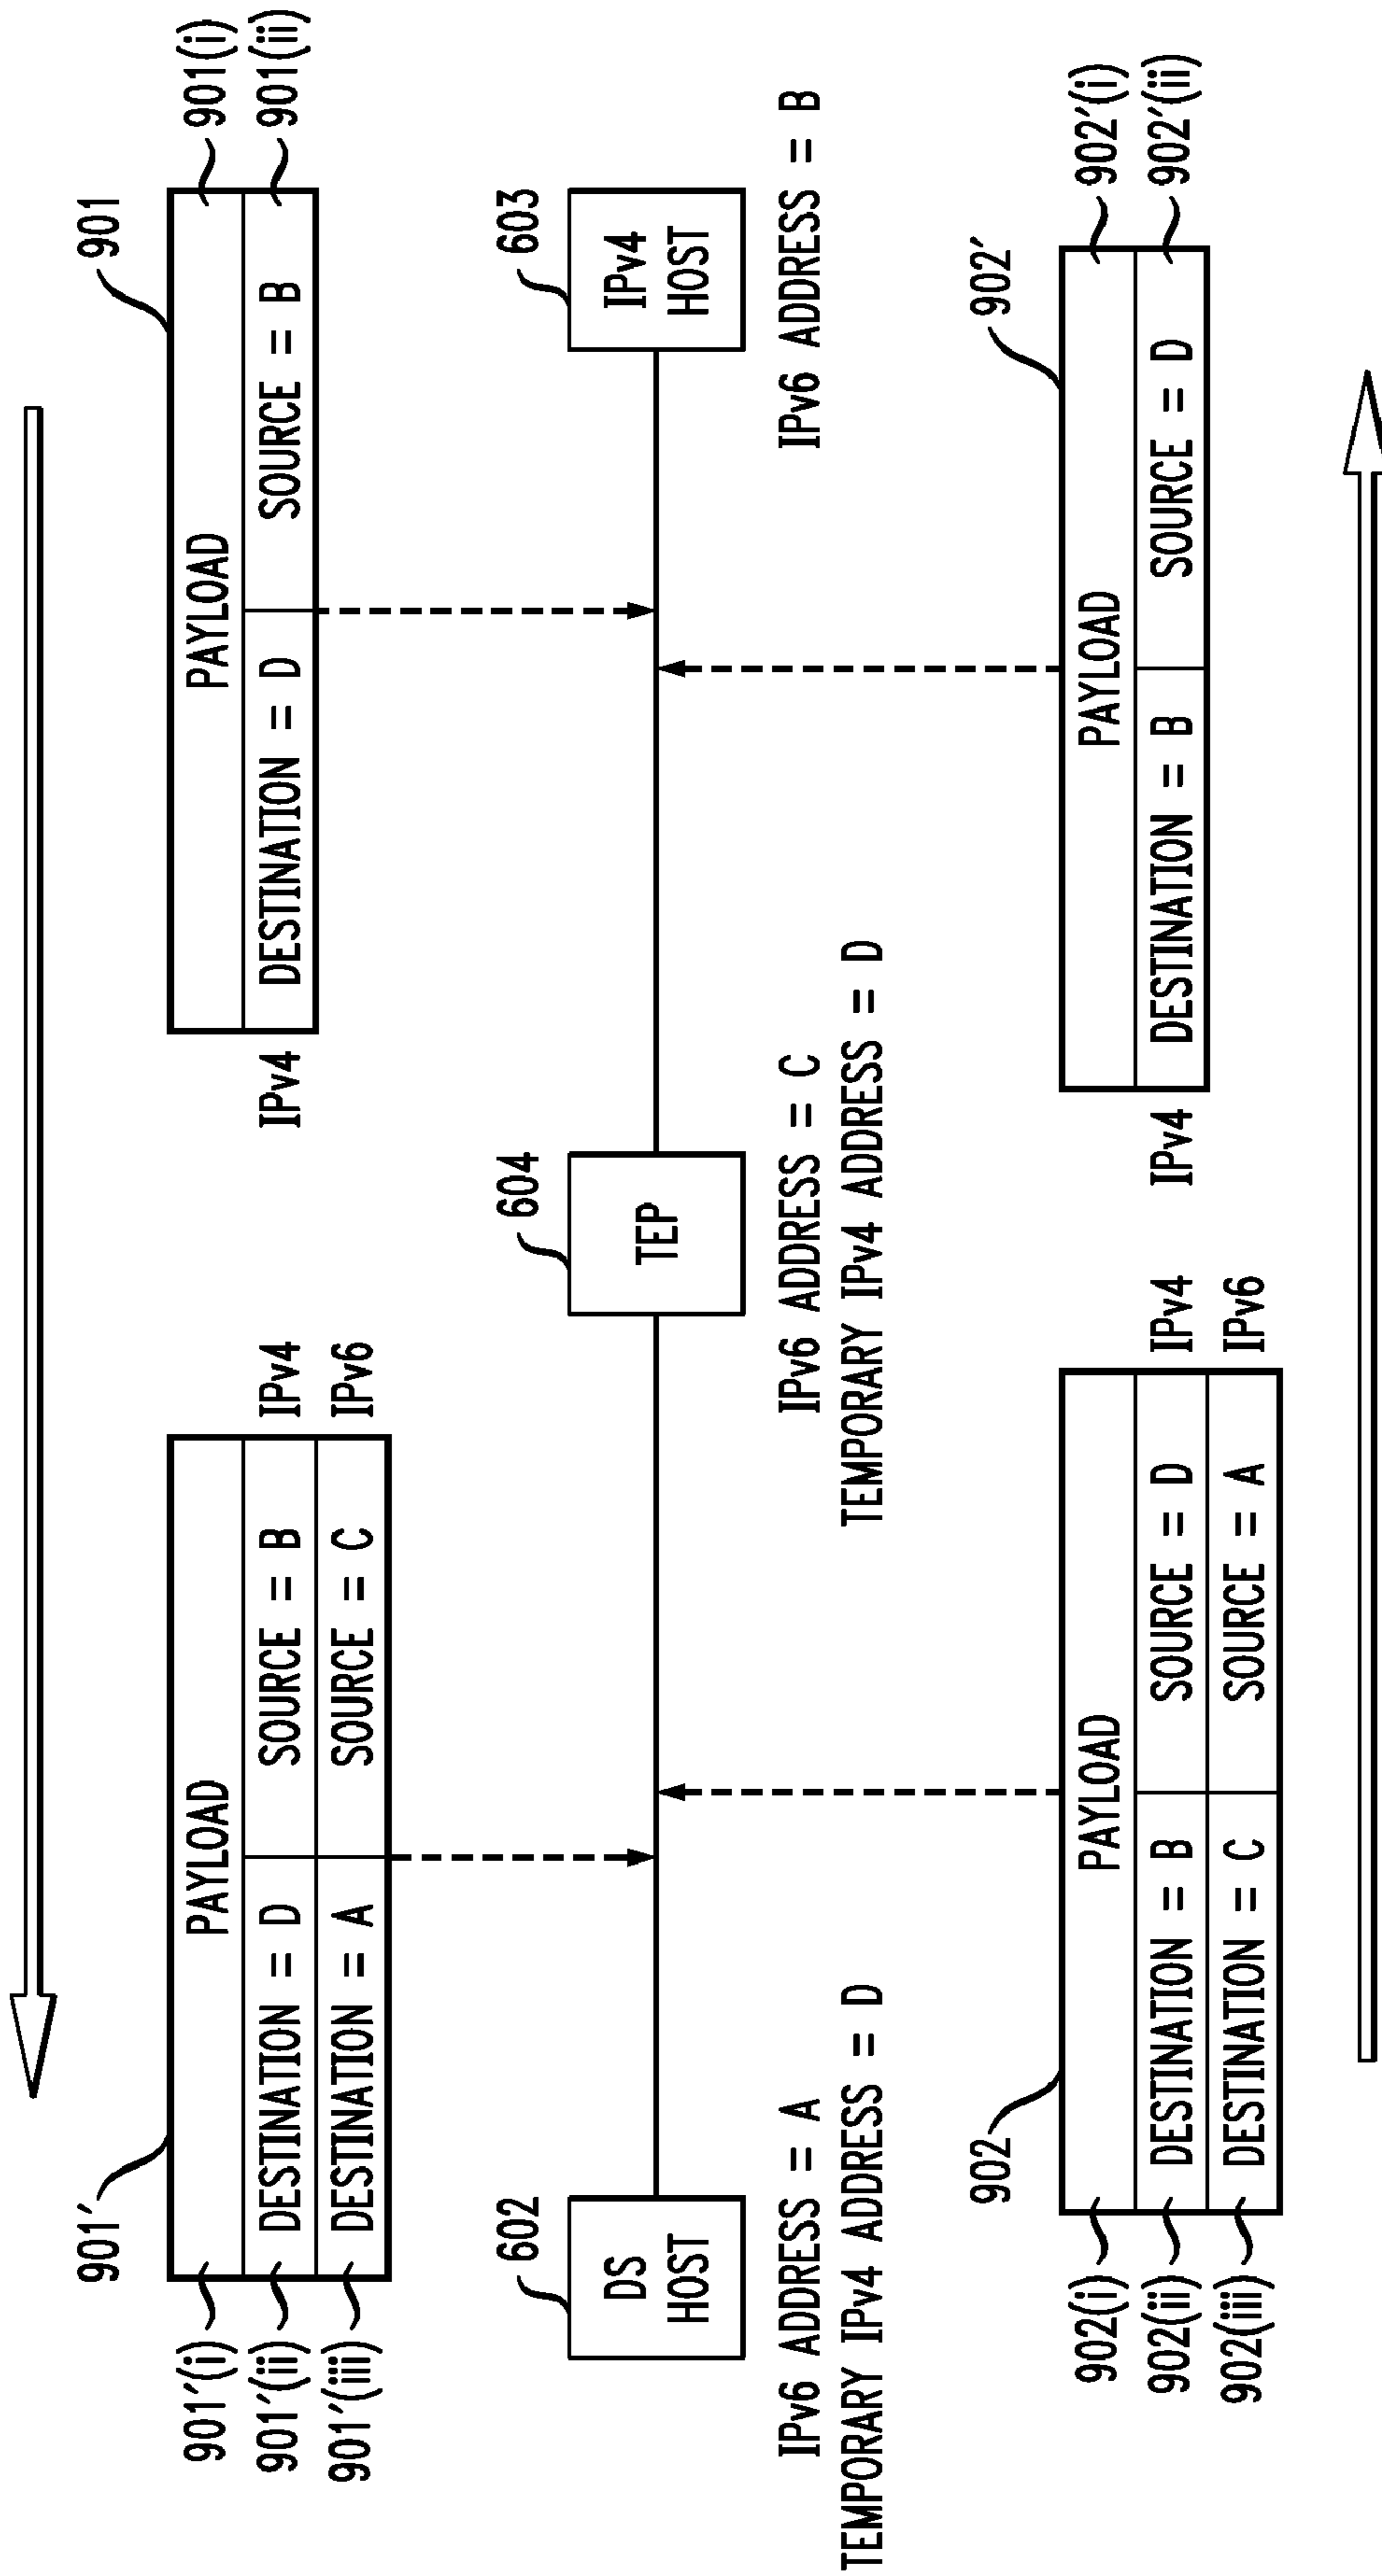 901'
901
PAYLOAD
901'(i)
DESTINATION = D
SOURCE = B
IPv4
901'(ii)
DESTINATION = A
SOURCE = C
IPv6
901'(iii)
PAYLOAD
901(i)
IPv4
DESTINATION = D
SOURCE = B
901(ii)
602
DS
HOST
604
TEP
603
IPv4
HOST
IPv6 ADDRESS = A
TEMPORARY IPv4 ADDRESS = D
IPv6 ADDRESS = C
TEMPORARY IPv4 ADDRESS = D
IPv6 ADDRESS = B
902
902'
PAYLOAD
902(i)
DESTINATION = B
SOURCE = D
IPv4
902(ii)
DESTINATION = C
SOURCE = A
IPv6
902(iii)
PAYLOAD
902'(i)
IPv4
DESTINATION = B
SOURCE = D
902'(ii)